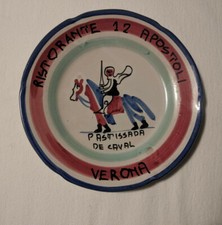 RISTORANTE 12 APOSTOLI
PASTISSADA
DE CAVAL
VERONA